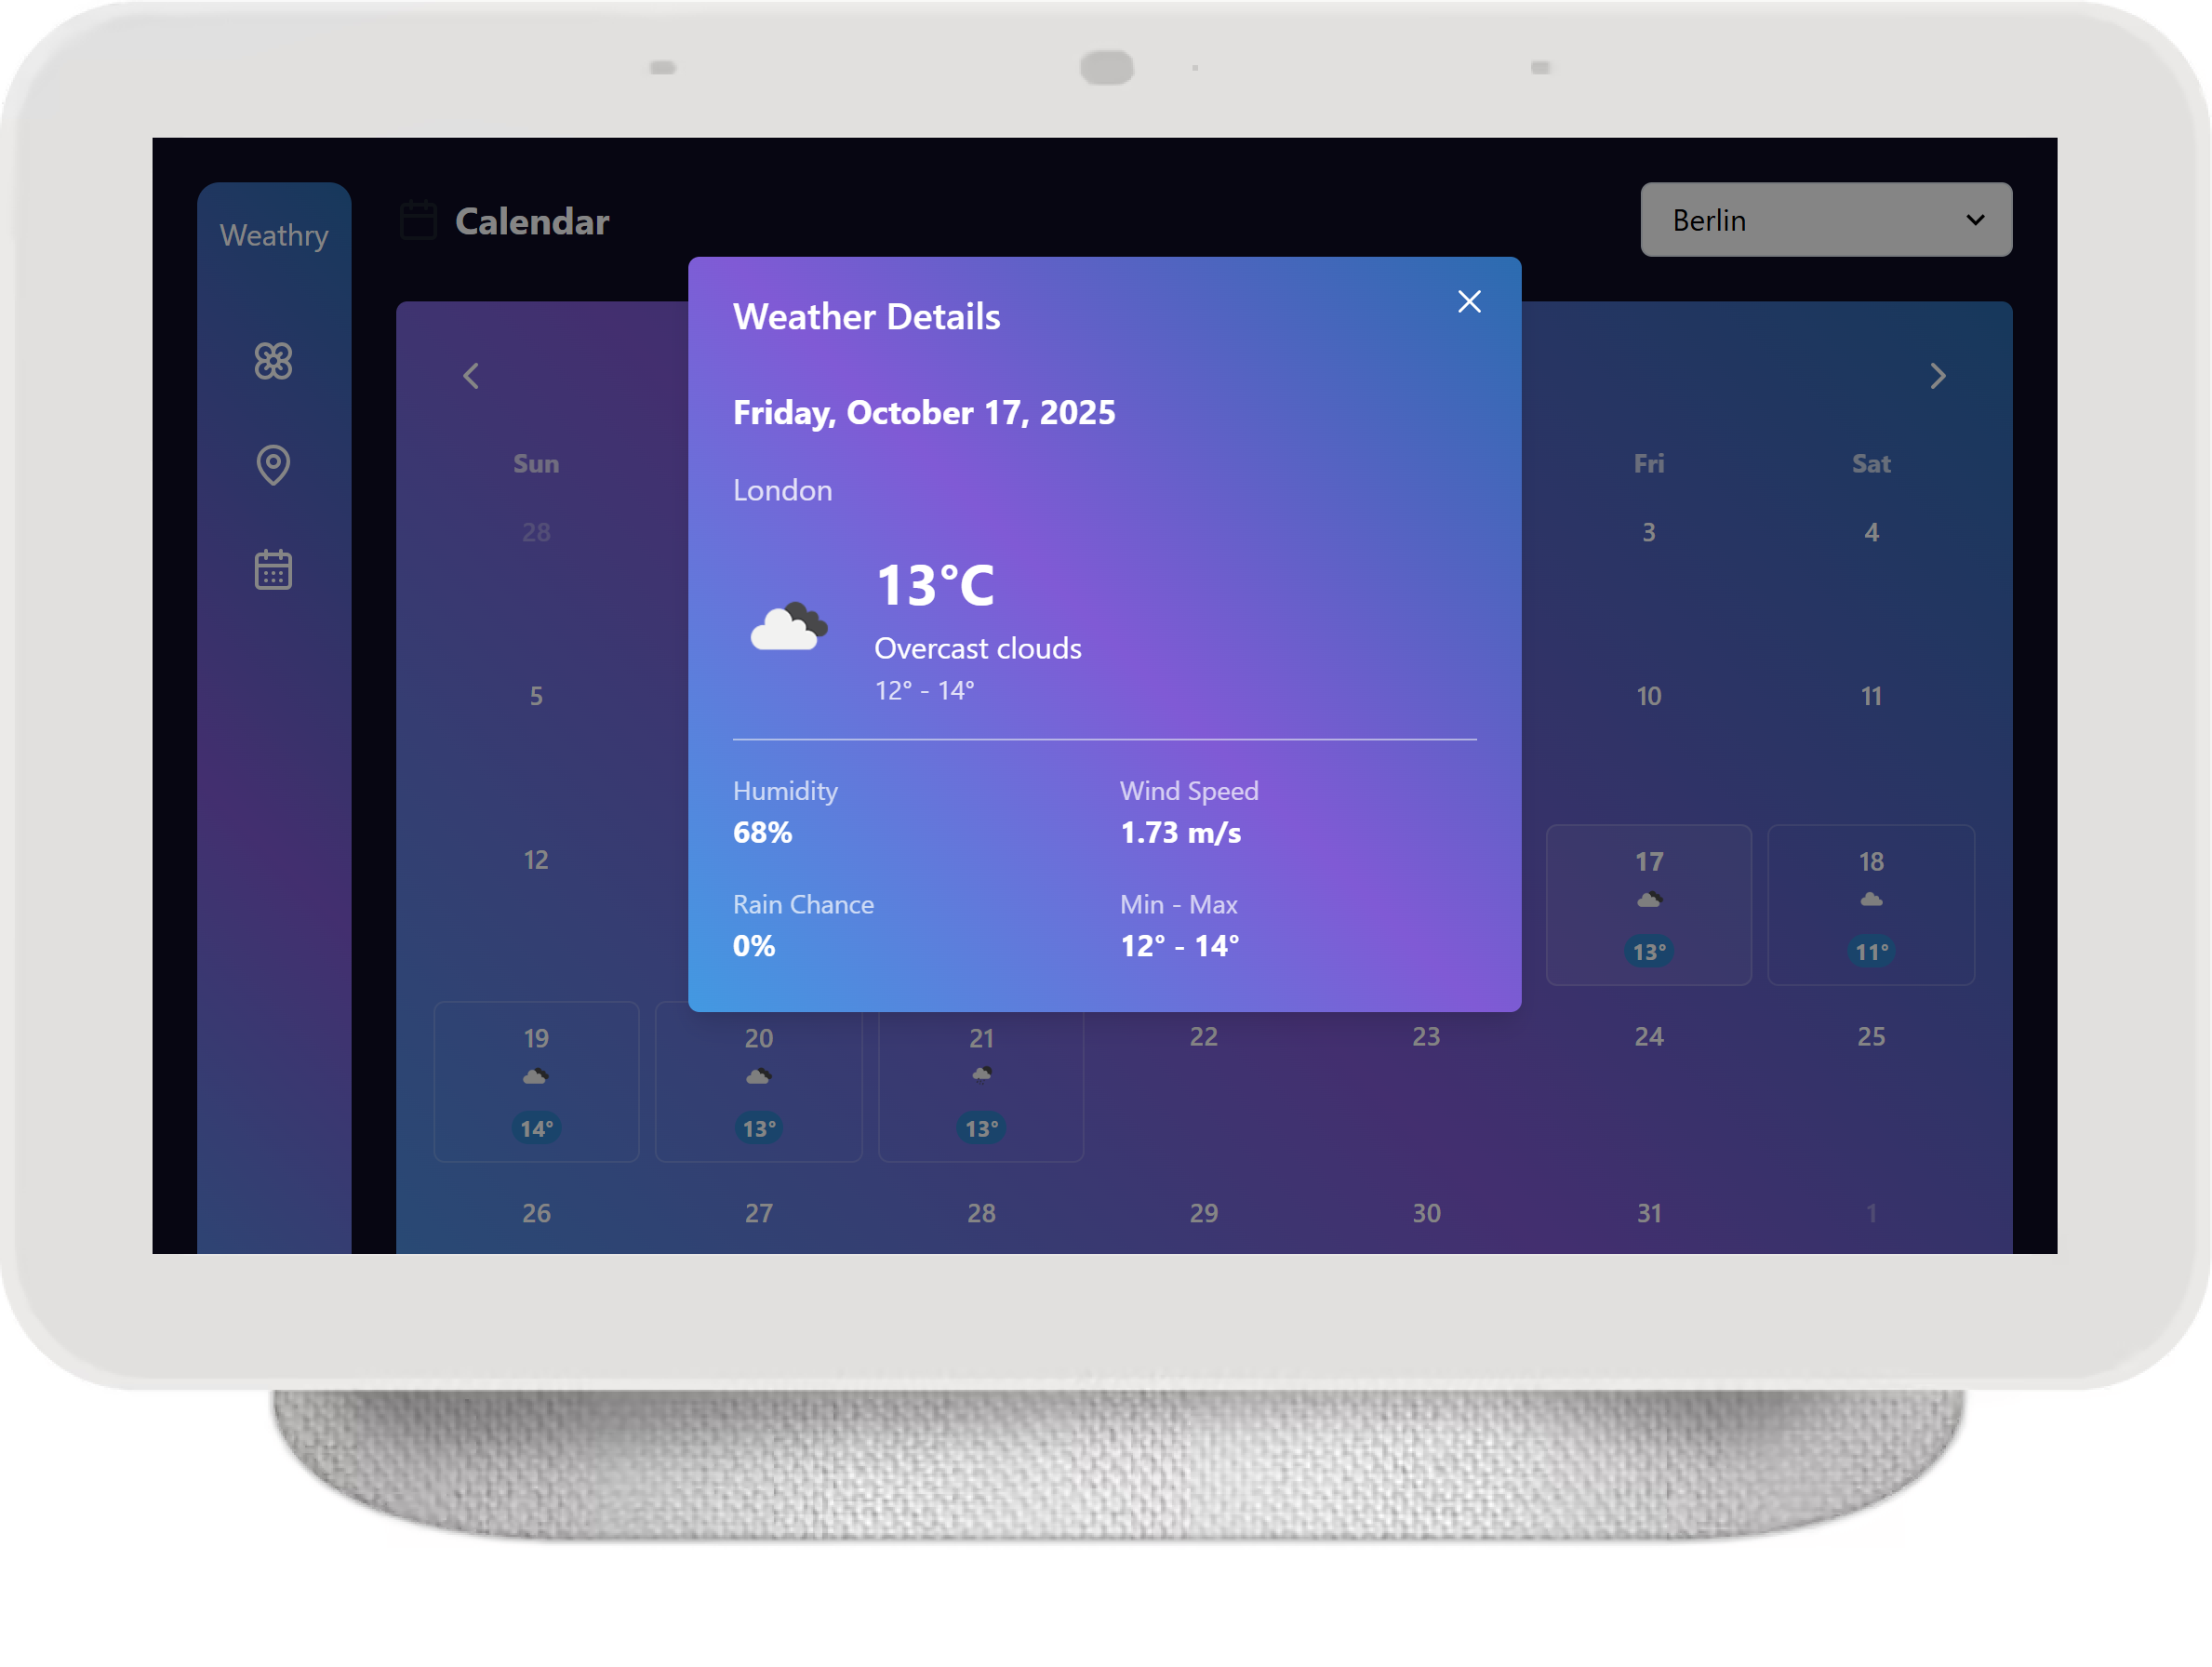 Weathry
Calendar
Berlin
Weather Details
Friday, October 17, 2025
London
13°C
Overcast clouds
12° - 14°
Humidity
68%
Wind Speed
1.73 m/s
Rain Chance
0%
Min - Max
12° - 14°
Sun Fri Sat
28 3 4
5 10 11
12 17 18
13° 11°
19 20 21 22 23 24 25
14° 13° 13°
26 27 28 29 30 31 1